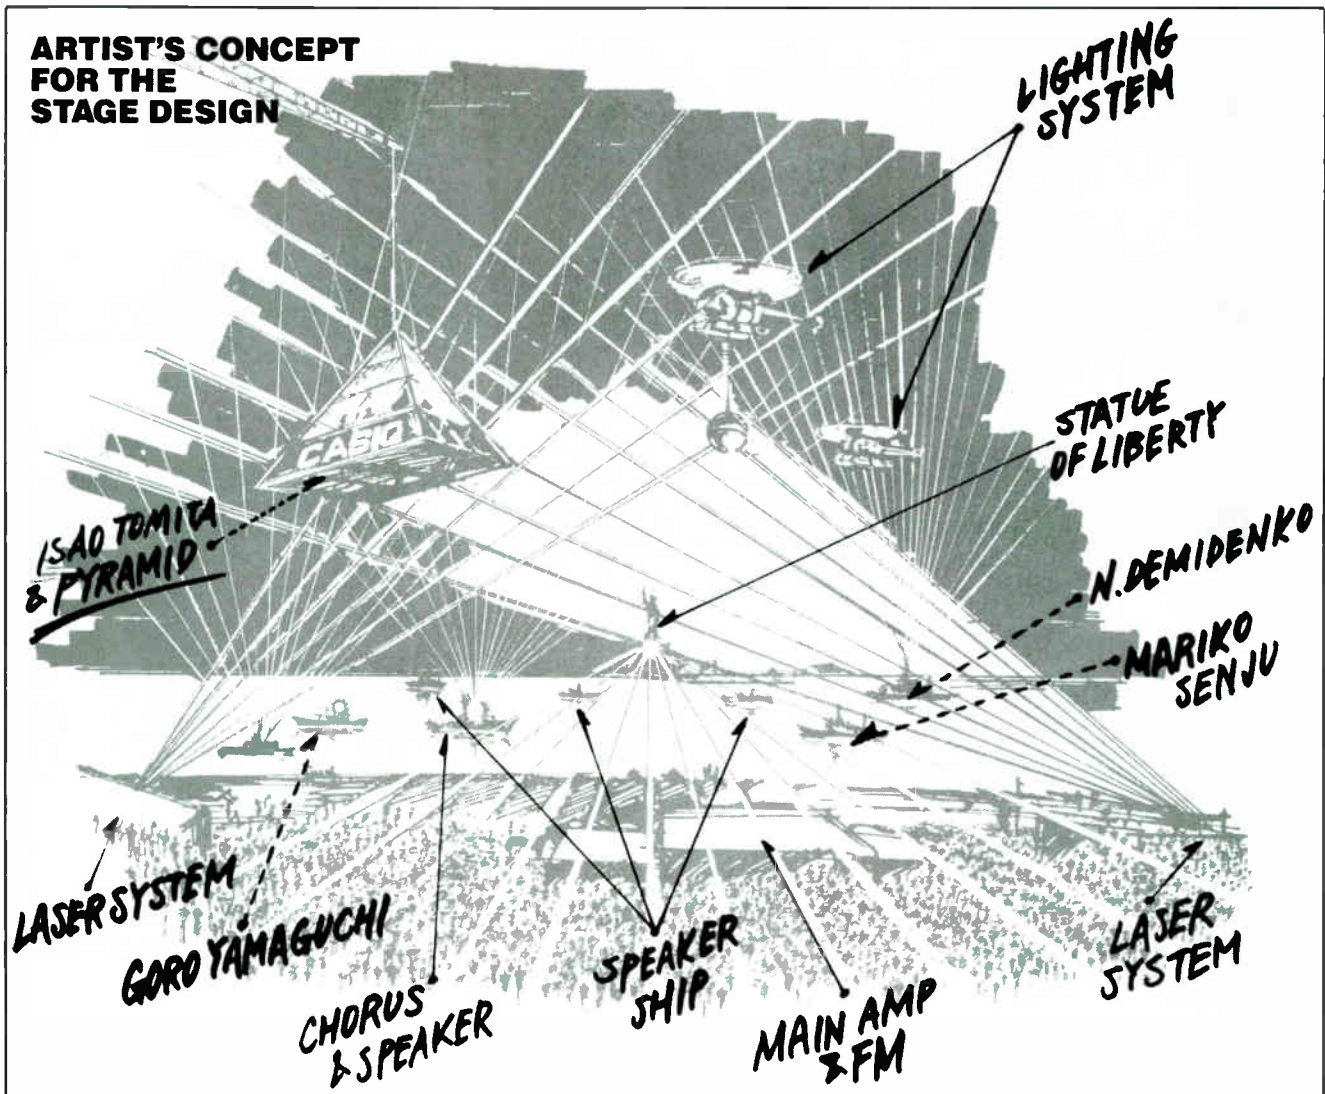 ARTIST'S CONCEPT
FOR THE
STAGE DESIGN
LIGHTING
SYSTEM
CASIO
STATUE
OF LIBERTY
ISAO TOMITA
& PYRAMID
N. DEMIDENKO
MARIKO
SENJU
LASER SYSTEM
GORO YAMAGUCHI
CHORUS
& SPEAKER
SPEAKER
SHIP
MAIN AMP
& FM
LASER
SYSTEM